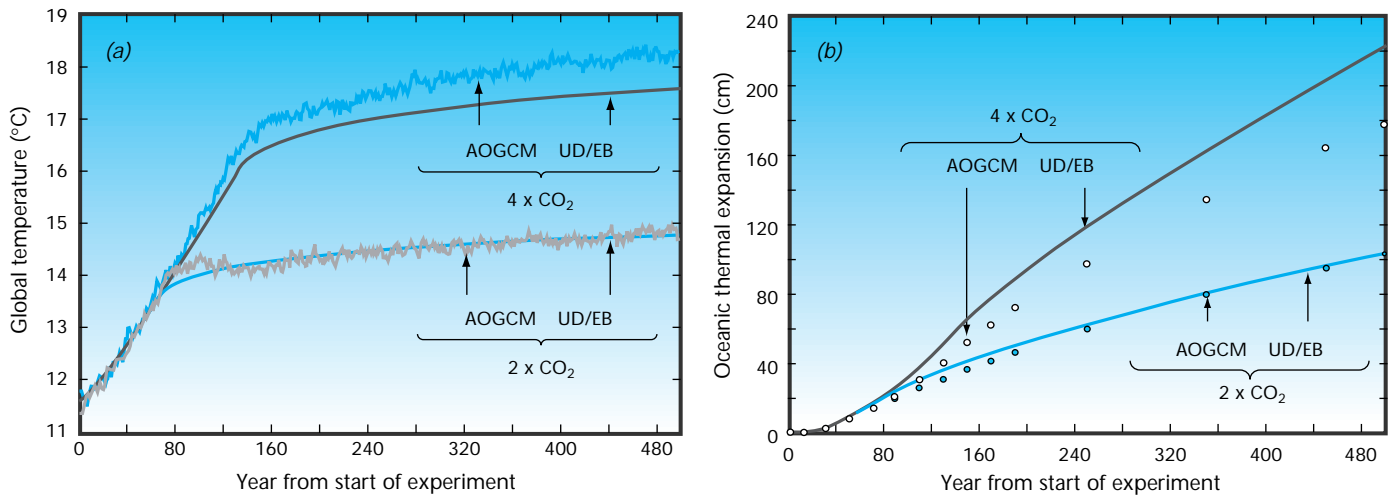 (a)
Global temperature (°C)
19
18
17
16
15
14
13
12
11
AOGCM UD/EB
4 x CO₂
AOGCM UD/EB
2 x CO₂
0 80 160 240 320 400 480
Year from start of experiment
(b)
Oceanic thermal expansion (cm)
240
200
160
120
80
40
0
4 x CO₂
AOGCM UD/EB
AOGCM UD/EB
2 x CO₂
0 80 160 240 320 400 480
Year from start of experiment